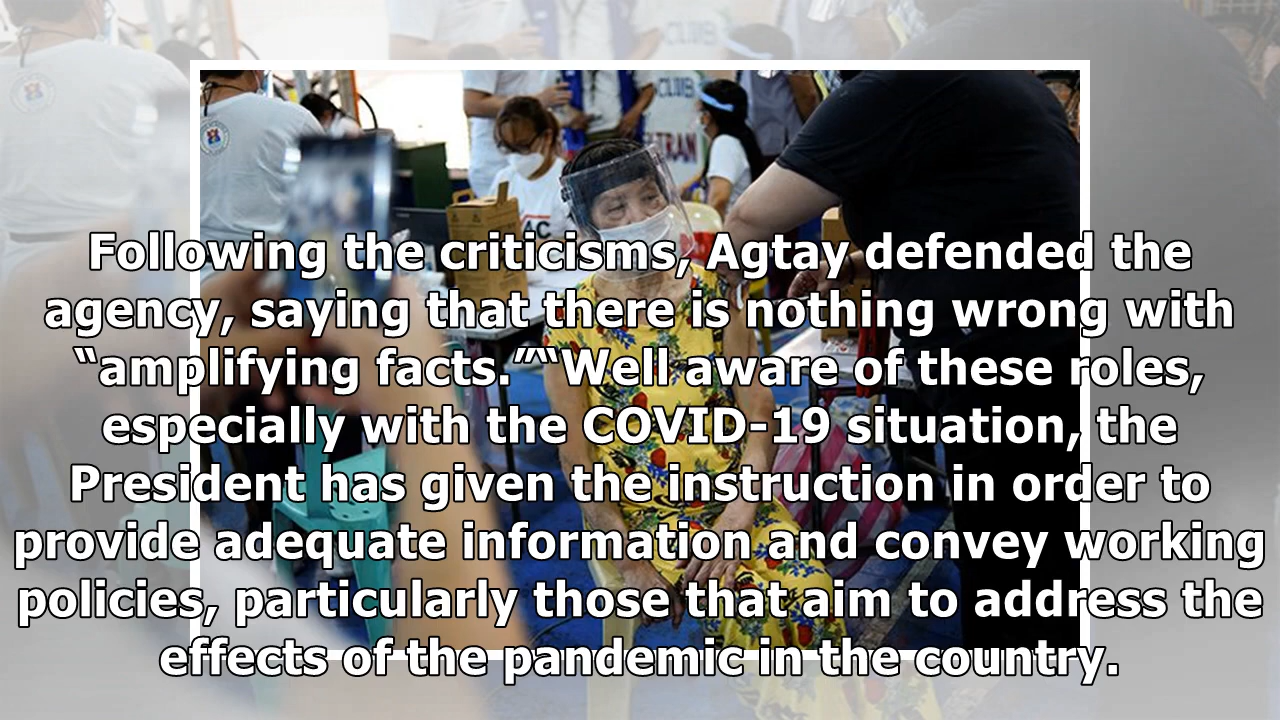 Following the criticisms, Agtay defended the
agency, saying that there is nothing wrong with
“amplifying facts.”“Well aware of these roles,
especially with the COVID-19 situation, the
President has given the instruction in order to
provide adequate information and convey working
policies, particularly those that aim to address the
effects of the pandemic in the country.